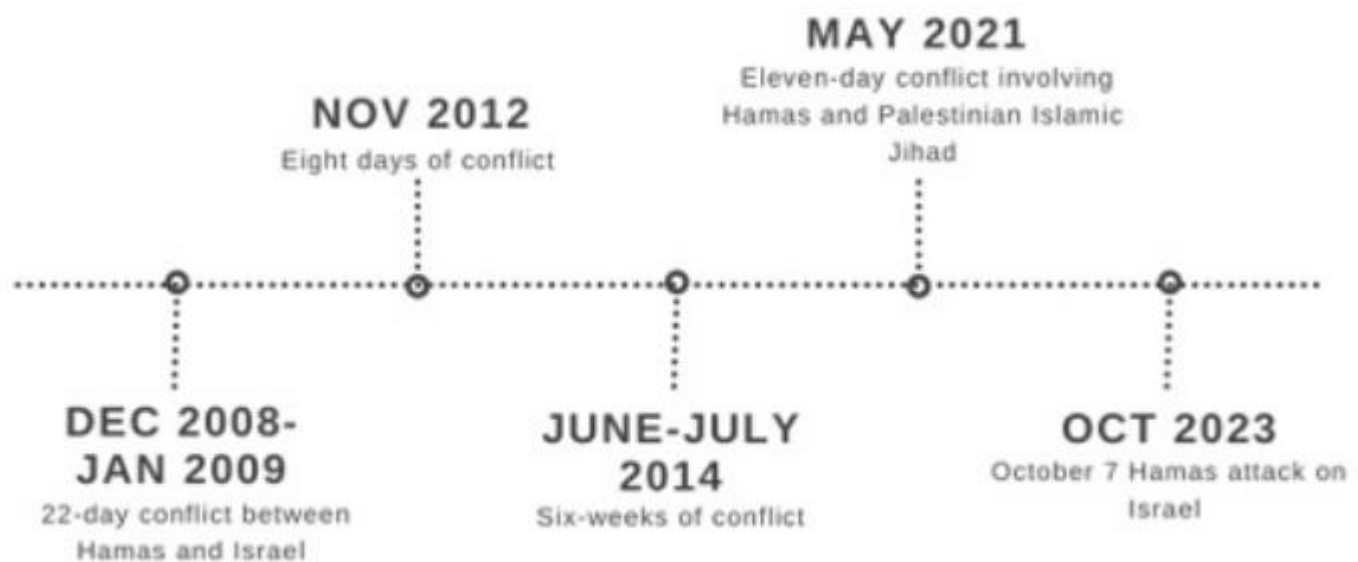 DEC 2008-
JAN 2009
22-day conflict between
Hamas and Israel
NOV 2012
Eight days of conflict
JUNE-JULY
2014
Six-weeks of conflict
MAY 2021
Eleven-day conflict involving
Hamas and Palestinian Islamic
Jihad
OCT 2023
October 7 Hamas attack on
Israel